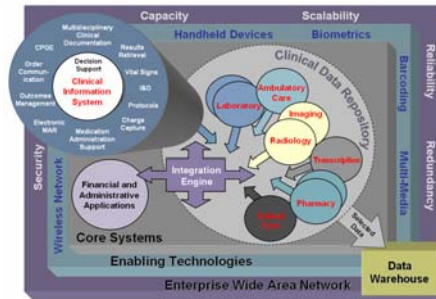 Capacity
Scalability
Multidisciplinary
Clinical
Documentation
CPOE
Results
Retrieval
Order
Commun-
ication
Decision
Support
Clinical
Information
System
Vital Signs
I&O
Outcomes
Management
Protocols
Electronic
MAR
Medication
Administration
Support
Charge
Capture
Handheld Devices
Biometrics
Clinical Data Repository
Laboratory
Ambulatory
Care
Imaging
Radiology
Transcription
Pharmacy
Barcoding
Multi-Media
Reliability
Redundancy
Security
Wireless Network
Financial and
Administrative
Applications
Integration
Engine
Selected
Data
Core Systems
Enabling Technologies
Enterprise Wide Area Network
Data
Warehouse